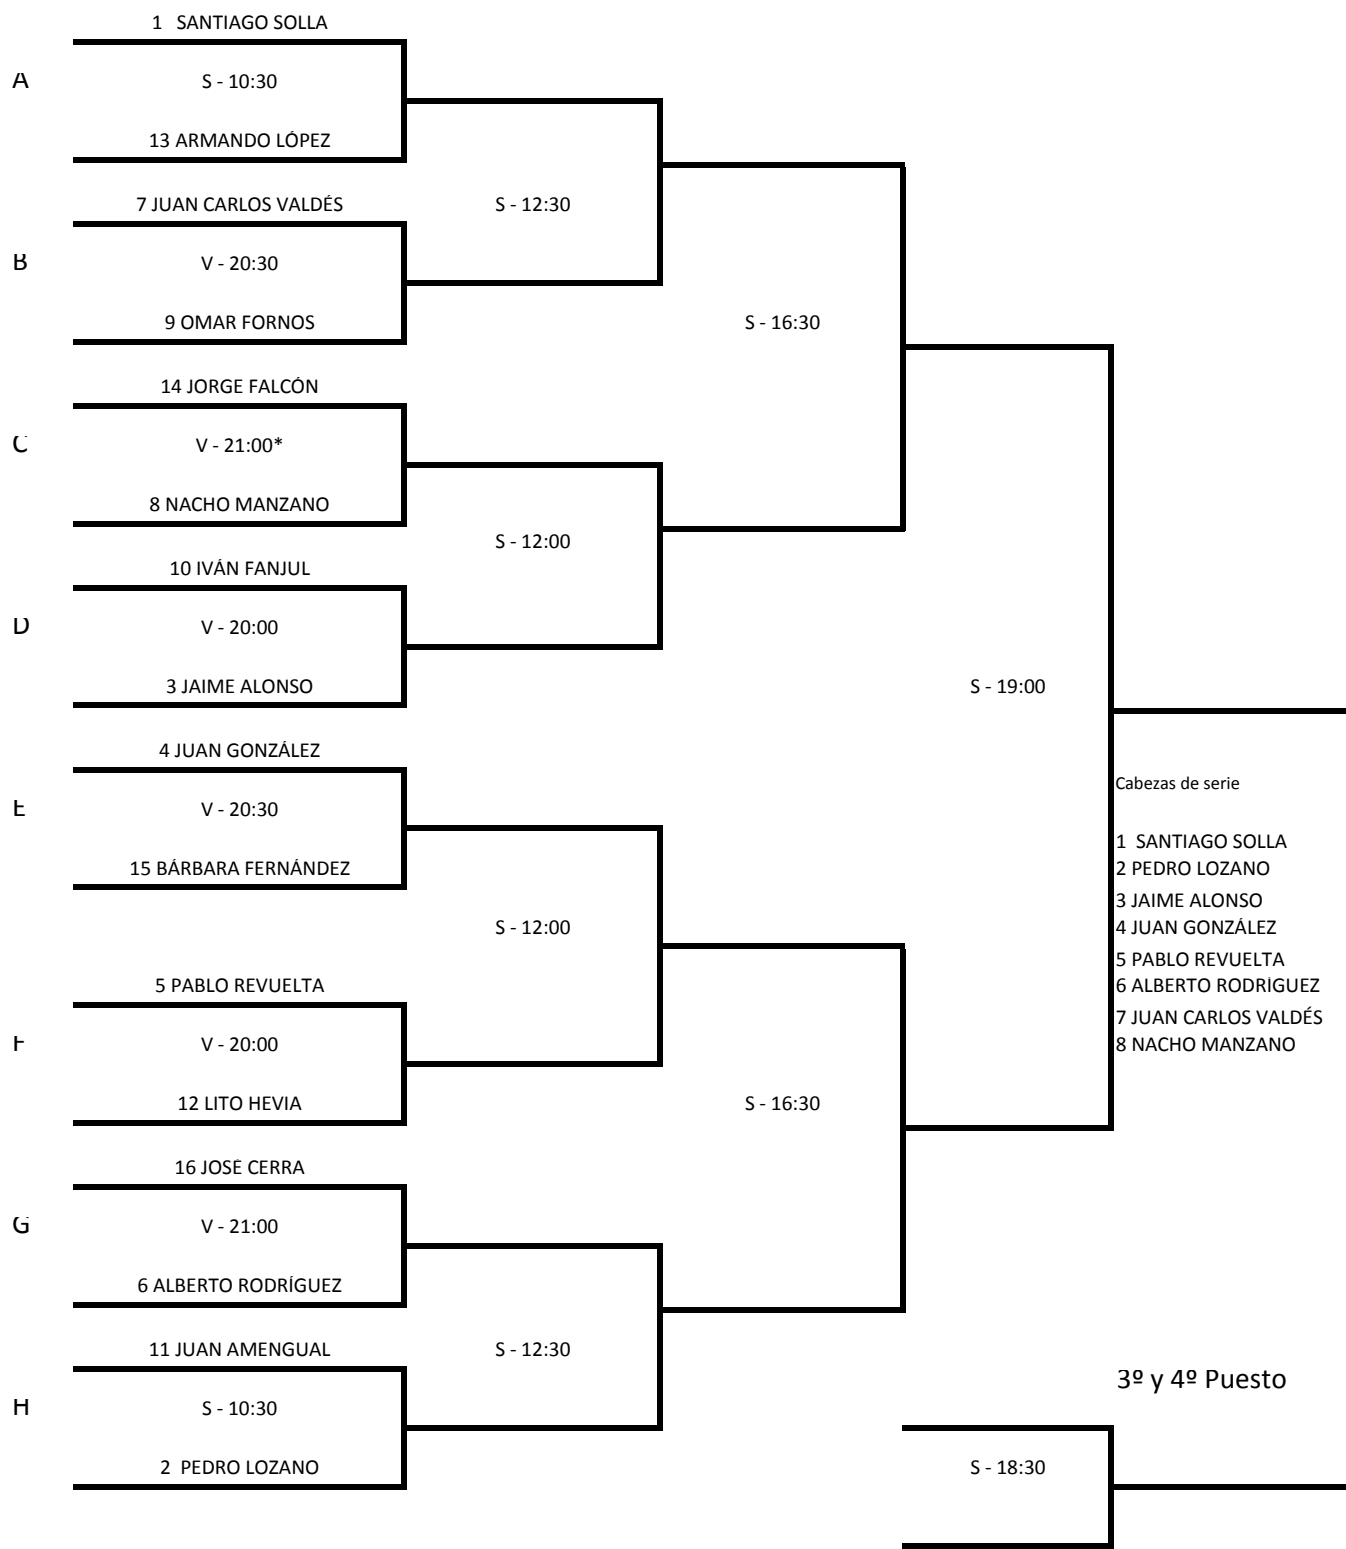 1 SANTIAGO SOLLA
A
S - 10:30
13 ARMANDO LÓPEZ
7 JUAN CARLOS VALDÉS
S - 12:30
B
V - 20:30
9 OMAR FORNOS
S - 16:30
14 JORGE FALCÓN
C
V - 21:00*
8 NACHO MANZANO
S - 12:00
10 IVÁN FANJUL
D
V - 20:00
3 JAIME ALONSO
S - 19:00
4 JUAN GONZÁLEZ
Cabezas de serie
E
V - 20:30
1 SANTIAGO SOLLA
15 BÁRBARA FERNÁNDEZ
2 PEDRO LOZANO
3 JAIME ALONSO
S - 12:00
4 JUAN GONZÁLEZ
5 PABLO REVUELTA
5 PABLO REVUELTA
6 ALBERTO RODRÍGUEZ
7 JUAN CARLOS VALDÉS
F
V - 20:00
8 NACHO MANZANO
12 LITO HEVIA
S - 16:30
16 JOSÉ CERRA
G
V - 21:00
6 ALBERTO RODRÍGUEZ
11 JUAN AMENGUAL
S - 12:30
3º y 4º Puesto
H
S - 10:30
2 PEDRO LOZANO
S - 18:30